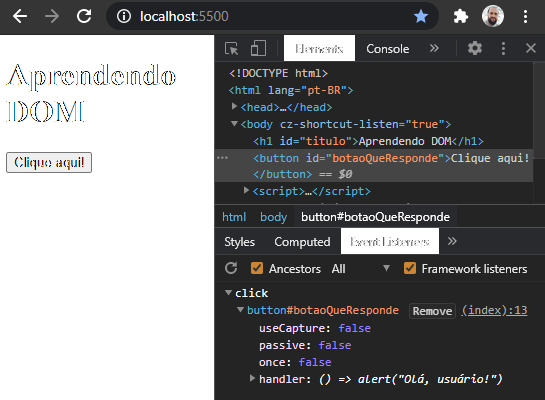 localhost:5500
Aprendendo
DOM
Clique aqui!
Elements Console »
<!DOCTYPE html>
<html lang="pt-BR">
<head>…</head>
<body cz-shortcut-listen="true">
<h1 id="titulo">Aprendendo DOM</h1>
<button id="botaoQueResponde">Clique aqui!
</button> == $0
<script>…</script>
html body button#botaoQueResponde
Styles Computed Event Listeners »
Ancestors All Framework listeners
click
button#botaoQueResponde Remove (index):13
useCapture: false
passive: false
once: false
handler: () => alert("Olá, usuário!")